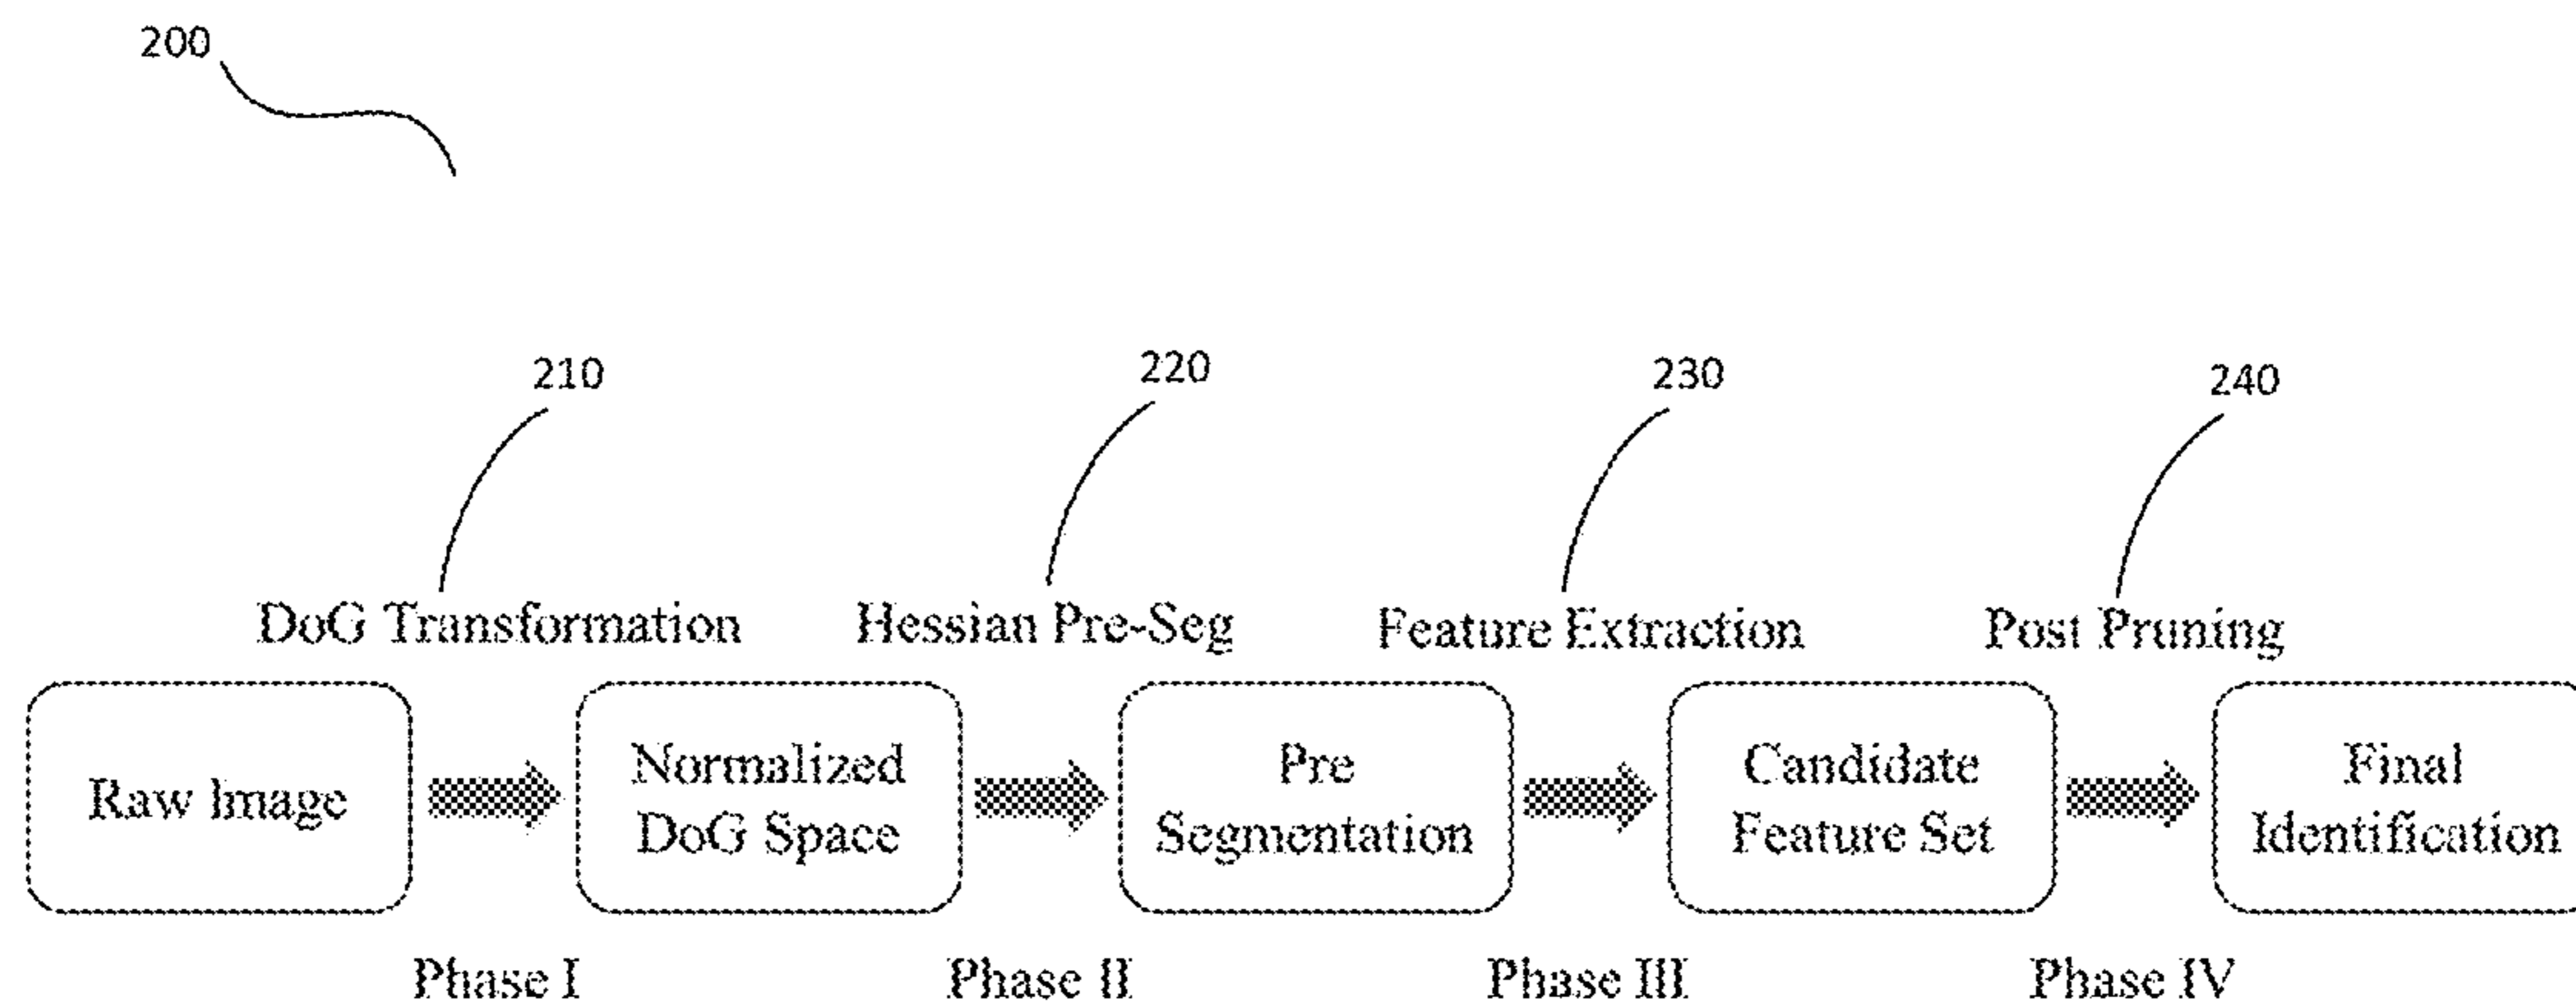 200
210
220
230
240
DoG Transformation
Hessian Pre-Seg
Feature Extraction
Post Pruning
Raw Image
Normalized
DoG Space
Pre
Segmentation
Candidate
Feature Set
Final
Identification
Phase I
Phase II
Phase III
Phase IV